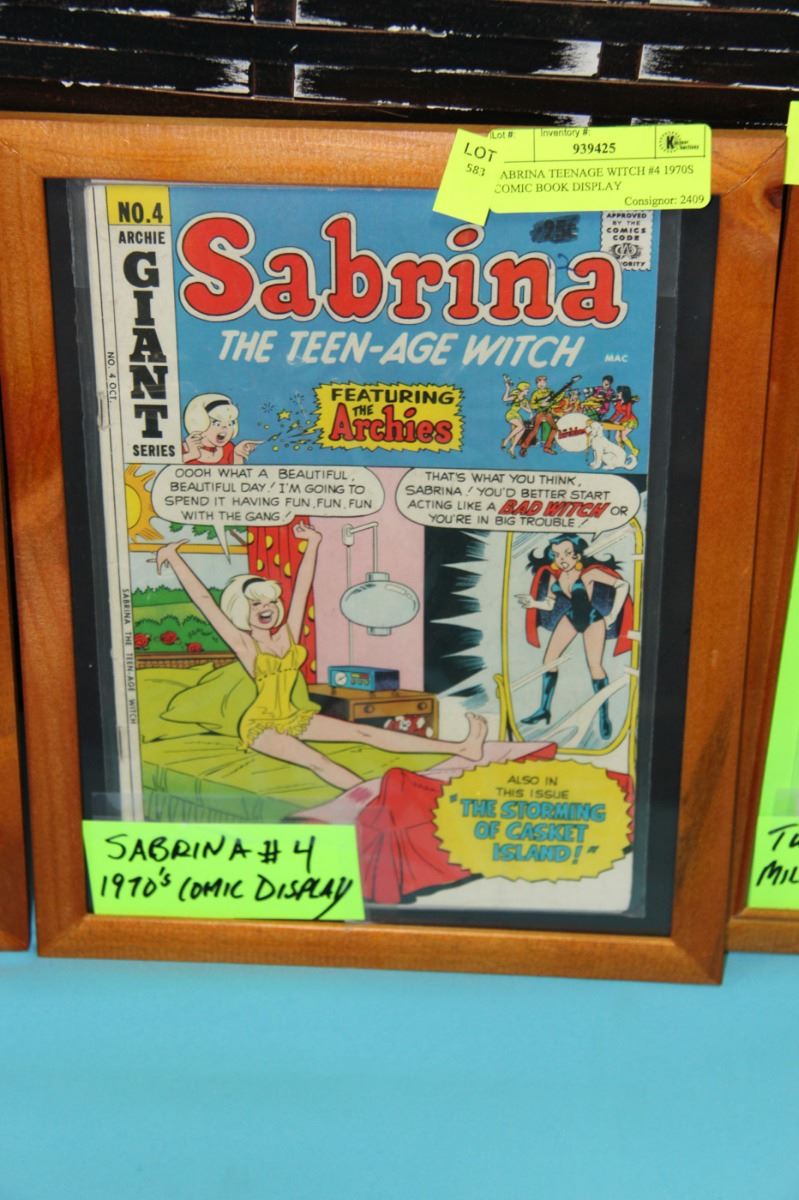 Lot #:
Inventory #:
939425
LOT
583
ABRINA TEENAGE WITCH #4 1970S
COMIC BOOK DISPLAY
Consignor: 2409
NO.4
ARCHIE
GIANT
SERIES
NO. 4 OCT.
SABRINA THE TEEN-AGE WITCH
APPROVED
BY THE
COMICS
CODE
ORITY
25¢
Sabrina
THE TEEN-AGE WITCH
MAC
FEATURING
THE
Archies
OOOH WHAT A BEAUTIFUL,
BEAUTIFUL DAY! I'M GOING TO
SPEND IT HAVING FUN, FUN, FUN
WITH THE GANG!
THAT'S WHAT YOU THINK,
SABRINA! YOU'D BETTER START
ACTING LIKE A BAD WITCH OR
YOU'RE IN BIG TROUBLE!
ALSO IN
THIS ISSUE
"THE STORMING
OF CASKET
ISLAND!"
SABRINA #4
1970's COMIC DISPLAY
MIL